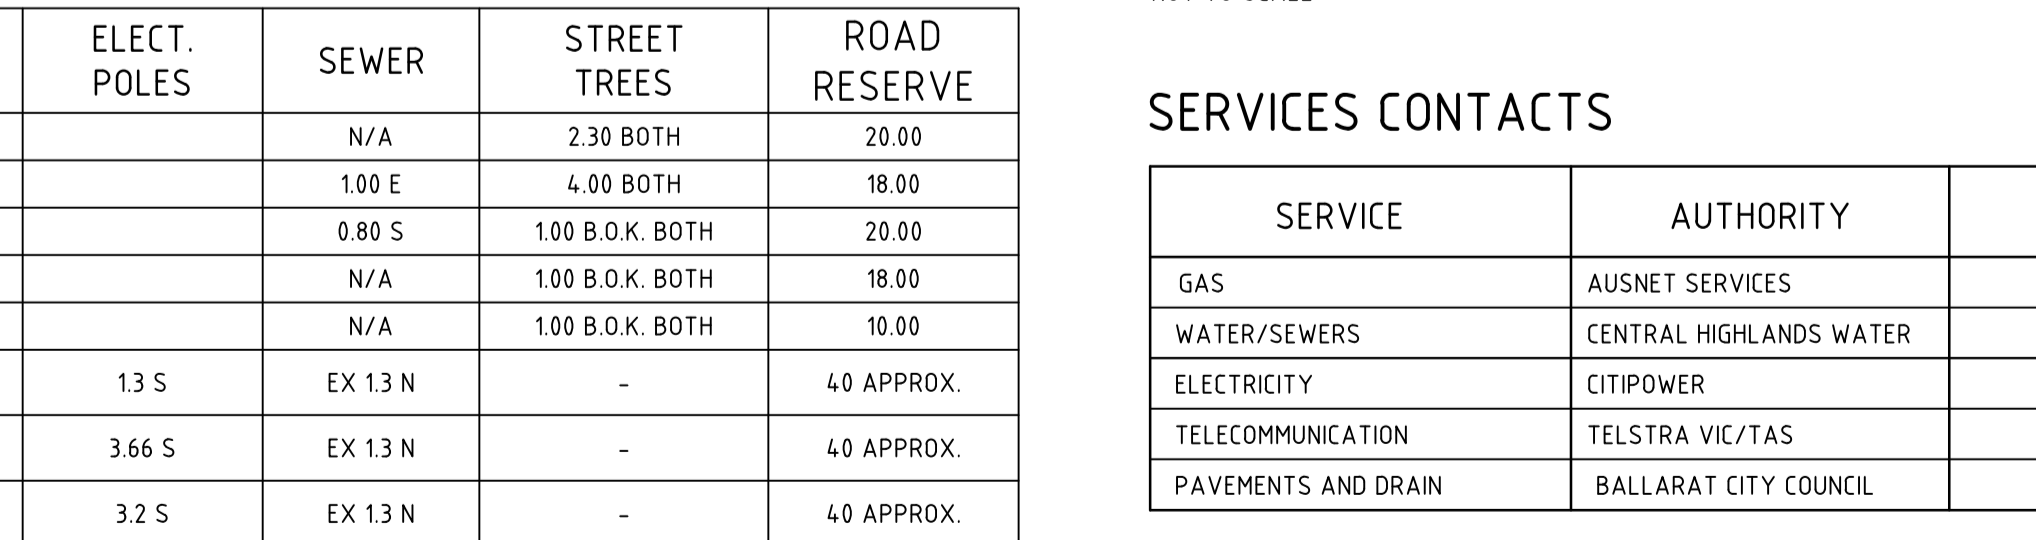 ELECT. POLES SEWER STREET TREES ROAD RESERVE
N/A 2.30 BOTH 20.00
1.00 E 4.00 BOTH 18.00
0.80 S 1.00 B.O.K. BOTH 20.00
N/A 1.00 B.O.K. BOTH 18.00
N/A 1.00 B.O.K. BOTH 10.00
1.3 S EX 1.3 N - 40 APPROX.
3.66 S EX 1.3 N - 40 APPROX.
3.2 S EX 1.3 N - 40 APPROX.
SERVICES CONTACTS
SERVICE AUTHORITY
GAS AUSNET SERVICES
WATER/SEWERS CENTRAL HIGHLANDS WATER
ELECTRICITY CITIPOWER
TELECOMMUNICATION TELSTRA VIC/TAS
PAVEMENTS AND DRAIN BALLARAT CITY COUNCIL